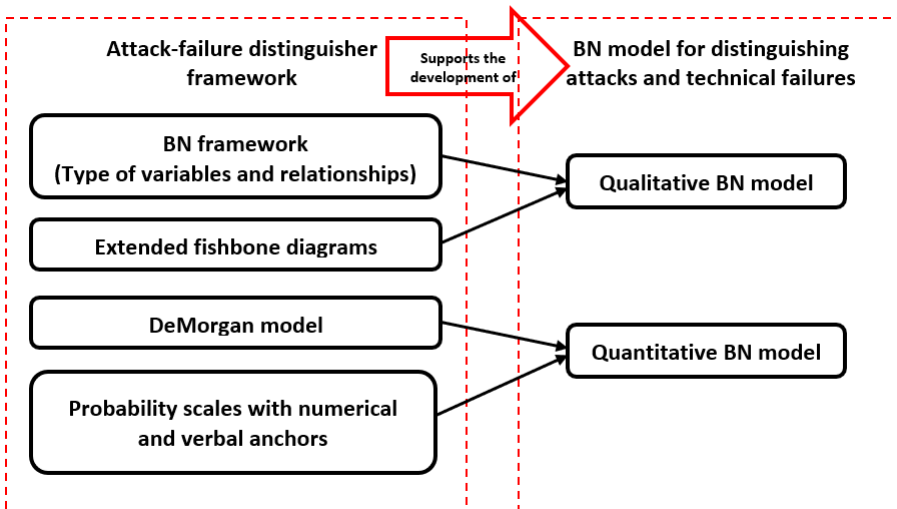 Attack-failure distinguisher
framework
Supports the
development of
BN model for distinguishing
attacks and technical failures
BN framework
(Type of variables and relationships)
Extended fishbone diagrams
DeMorgan model
Probability scales with numerical
and verbal anchors
Qualitative BN model
Quantitative BN model